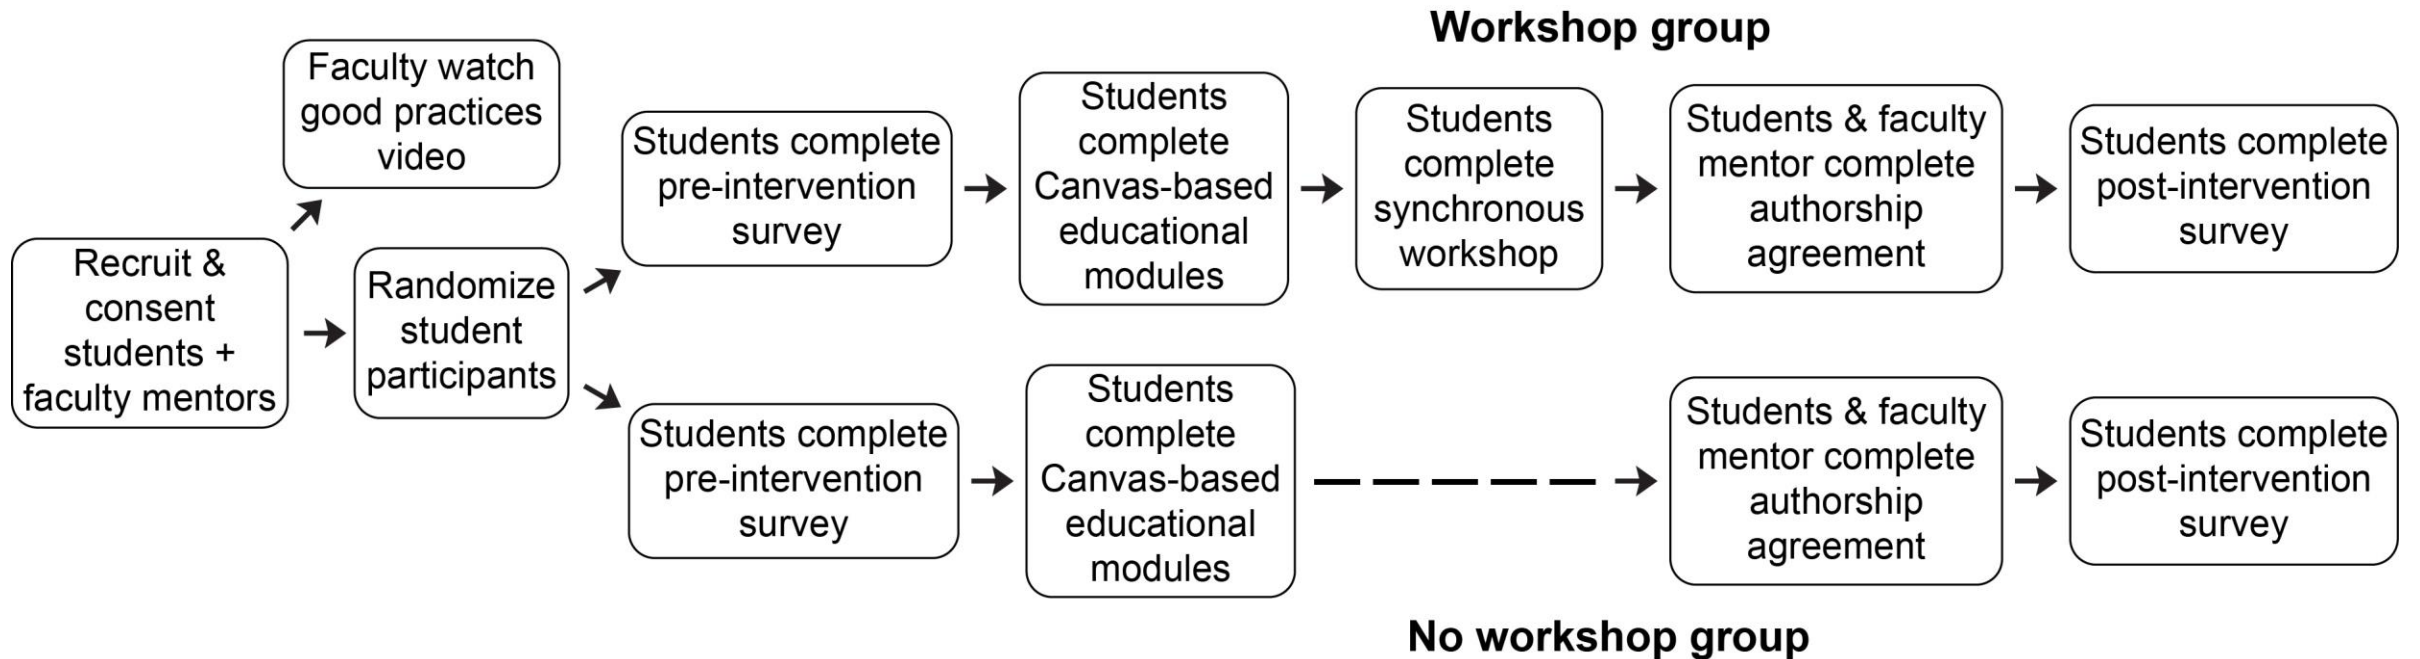 Workshop group
Faculty watch
good practices
video
Recruit &
consent
students +
faculty mentors
Randomize
student
participants
Students complete
pre-intervention
survey
Students
complete
Canvas-based
educational
modules
Students
complete
synchronous
workshop
Students & faculty
mentor complete
authorship
agreement
Students complete
post-intervention
survey
Students complete
pre-intervention
survey
Students
complete
Canvas-based
educational
modules
Students & faculty
mentor complete
authorship
agreement
Students complete
post-intervention
survey
No workshop group